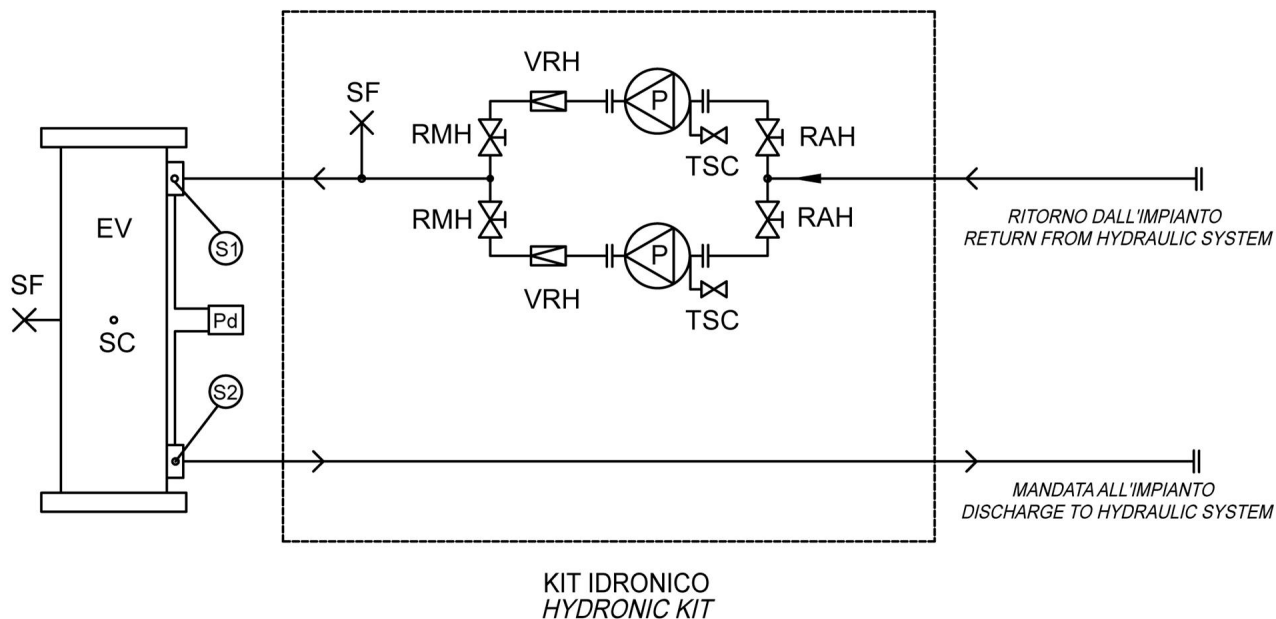 VRH
P
SF
RMH
RAH
TSC
RMH
RAH
EV
S1
RITORNO DALL'IMPIANTO
RETURN FROM HYDRAULIC SYSTEM
P
SF
VRH
TSC
Pd
SC
S2
MANDATA ALL'IMPIANTO
DISCHARGE TO HYDRAULIC SYSTEM
KIT IDRONICO
HYDRONIC KIT